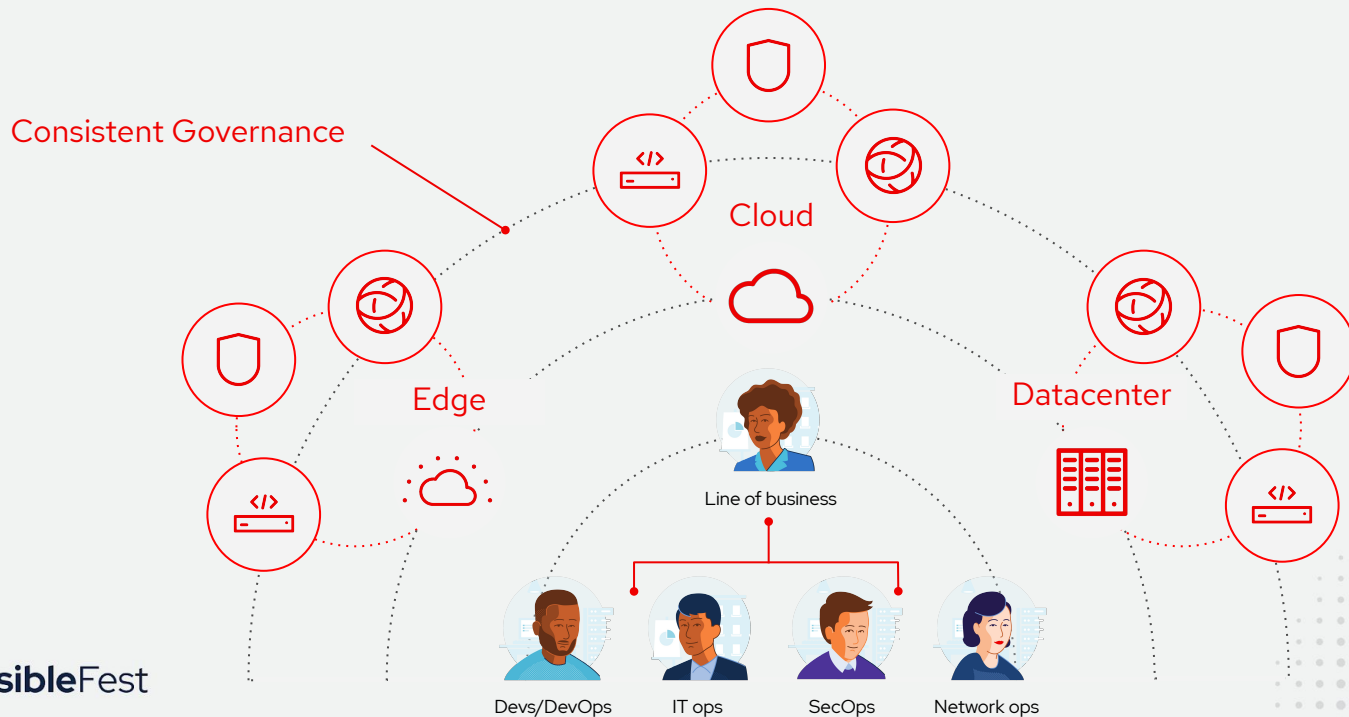 Consistent Governance
Cloud
Edge
Datacenter
Line of business
Devs/DevOps
IT ops
SecOps
Network ops
sibleFest